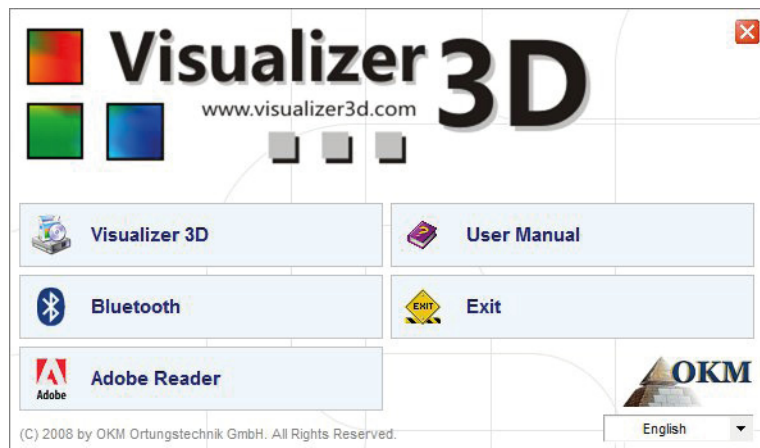 Visualizer 3D
www.visualizer3d.com
Visualizer 3D
User Manual
Bluetooth
EXIT
Exit
Adobe
Adobe Reader
OKM
(C) 2008 by OKM Ortungstechnik GmbH. All Rights Reserved.
English